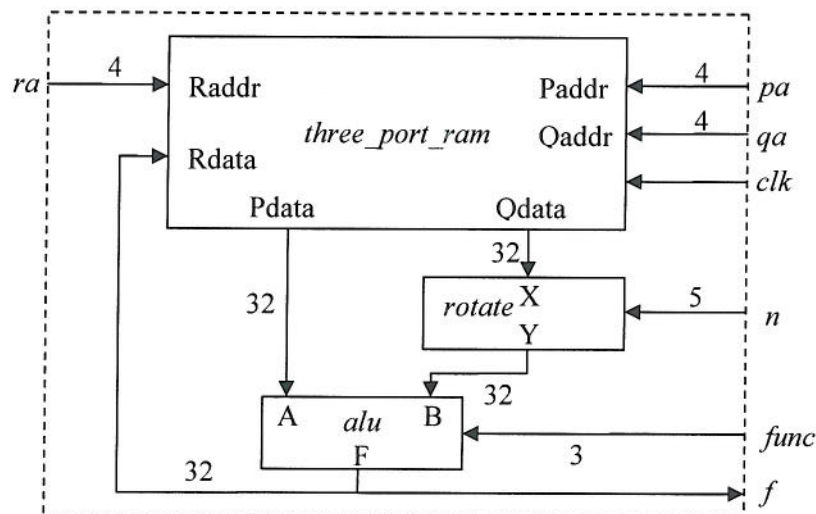 ra
4
Raddr
Paddr
4
pa
three_port_ram
Qaddr
4
qa
Rdata
clk
Pdata
Qdata
32
32
rotate
X
5
n
Y
32
A
alu
B
3
func
F
32
f